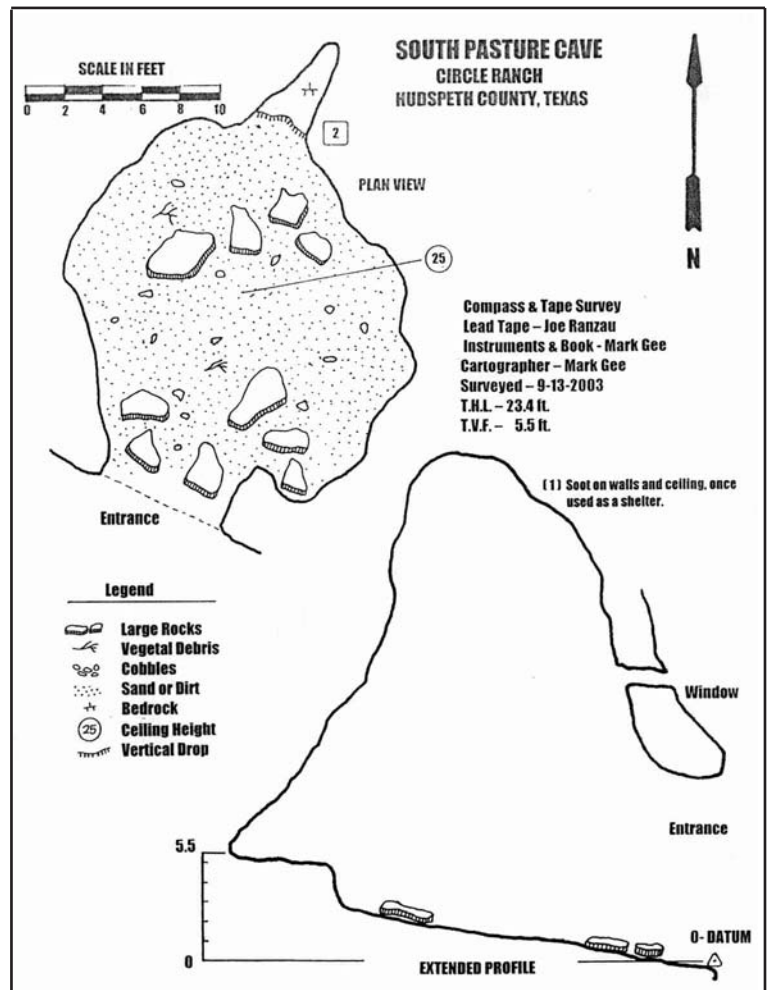 SOUTH PASTURE CAVE
CIRCLE RANCH
HUDSPETH COUNTY, TEXAS
SCALE IN FEET
0 2 4 6 8 10
2
PLAN VIEW
N
25
Compass & Tape Survey
Lead Tape – Joe Ranzau
Instruments & Book - Mark Gee
Cartographer – Mark Gee
Surveyed – 9-13-2003
T.H.L. – 23.4 ft.
T.V.F. – 5.5 ft.
(1) Soot on walls and ceiling, once
used as a shelter.
Entrance
Legend
Large Rocks
Vegetal Debris
Cobbles
Sand or Dirt
Bedrock
25 Ceiling Height
Vertical Drop
Window
Entrance
5.5
0
0- DATUM
EXTENDED PROFILE